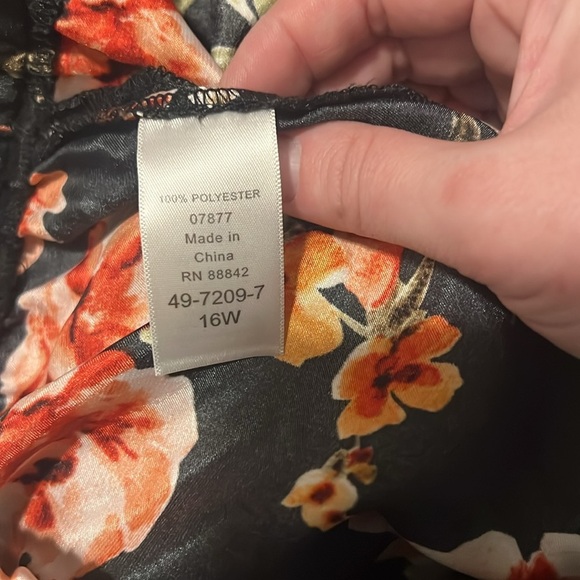 100% POLYESTER
07877
Made in
China
RN 88842
49-7209-7
16W